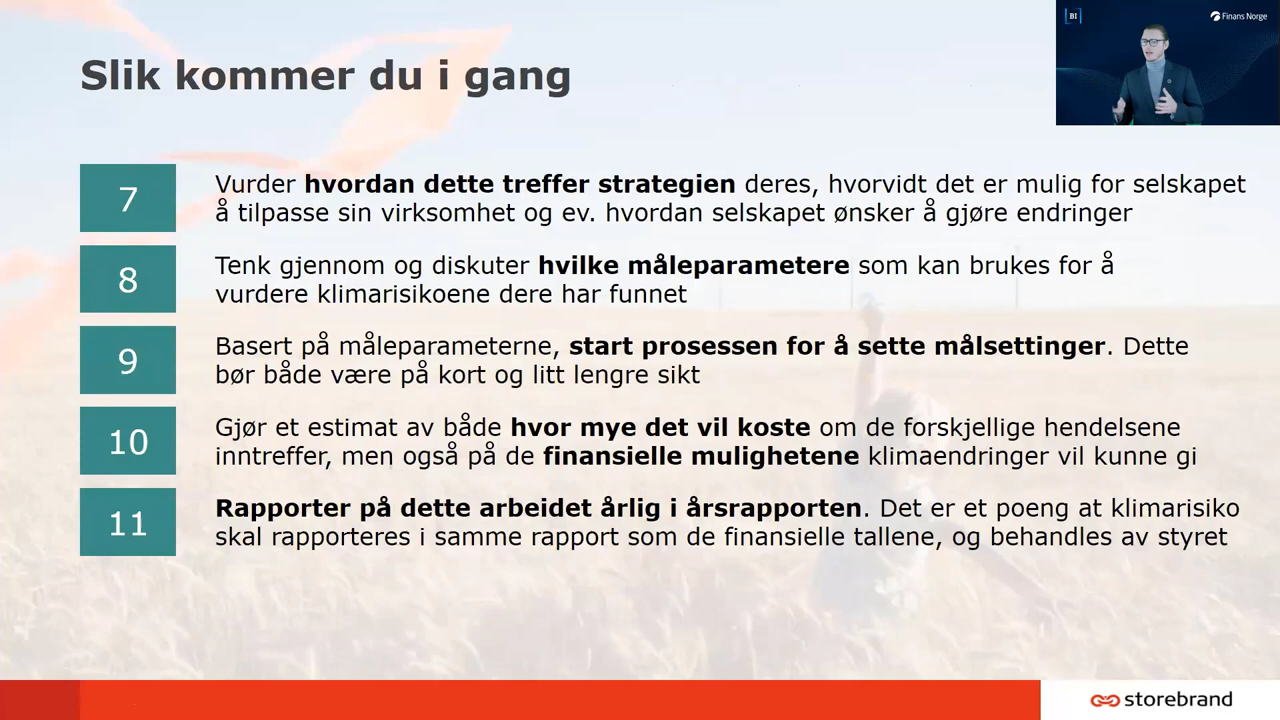 BI
Finans Norge
Slik kommer du i gang
7
Vurder hvordan dette treffer strategien deres, hvorvidt det er mulig for selskapet
å tilpasse sin virksomhet og ev. hvordan selskapet ønsker å gjøre endringer
8
Tenk gjennom og diskuter hvilke måleparametere som kan brukes for å
vurdere klimarisikoene dere har funnet
9
Basert på måleparameterne, start prosessen for å sette målsettinger. Dette
bør både være på kort og litt lengre sikt
10
Gjør et estimat av både hvor mye det vil koste om de forskjellige hendelsene
inntreffer, men også på de finansielle mulighetene klimaendringer vil kunne gi
11
Rapporter på dette arbeidet årlig i årsrapporten. Det er et poeng at klimarisiko
skal rapporteres i samme rapport som de finansielle tallene, og behandles av styret
storebrand